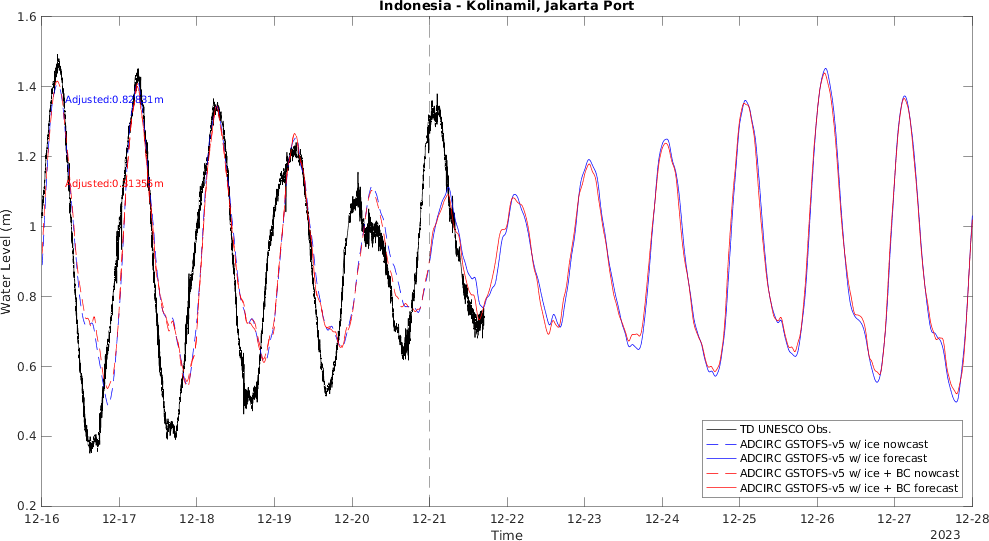 Indonesia - Kolinamil, Jakarta Port
1.6
1.4
1.2
1
0.8
0.6
0.4
0.2
Water Level (m)
Adjusted:0.82831m
12-16
12-17
12-18
12-19
12-20
12-21
12-22
12-23
12-24
12-25
12-26
12-27
12-28
Time
2023
TD UNESCO Obs.
ADCIRC GSTOFS-v5 w/ ice nowcast
ADCIRC GSTOFS-v5 w/ ice forecast
ADCIRC GSTOFS-v5 w/ ice + BC nowcast
ADCIRC GSTOFS-v5 w/ ice + BC forecast